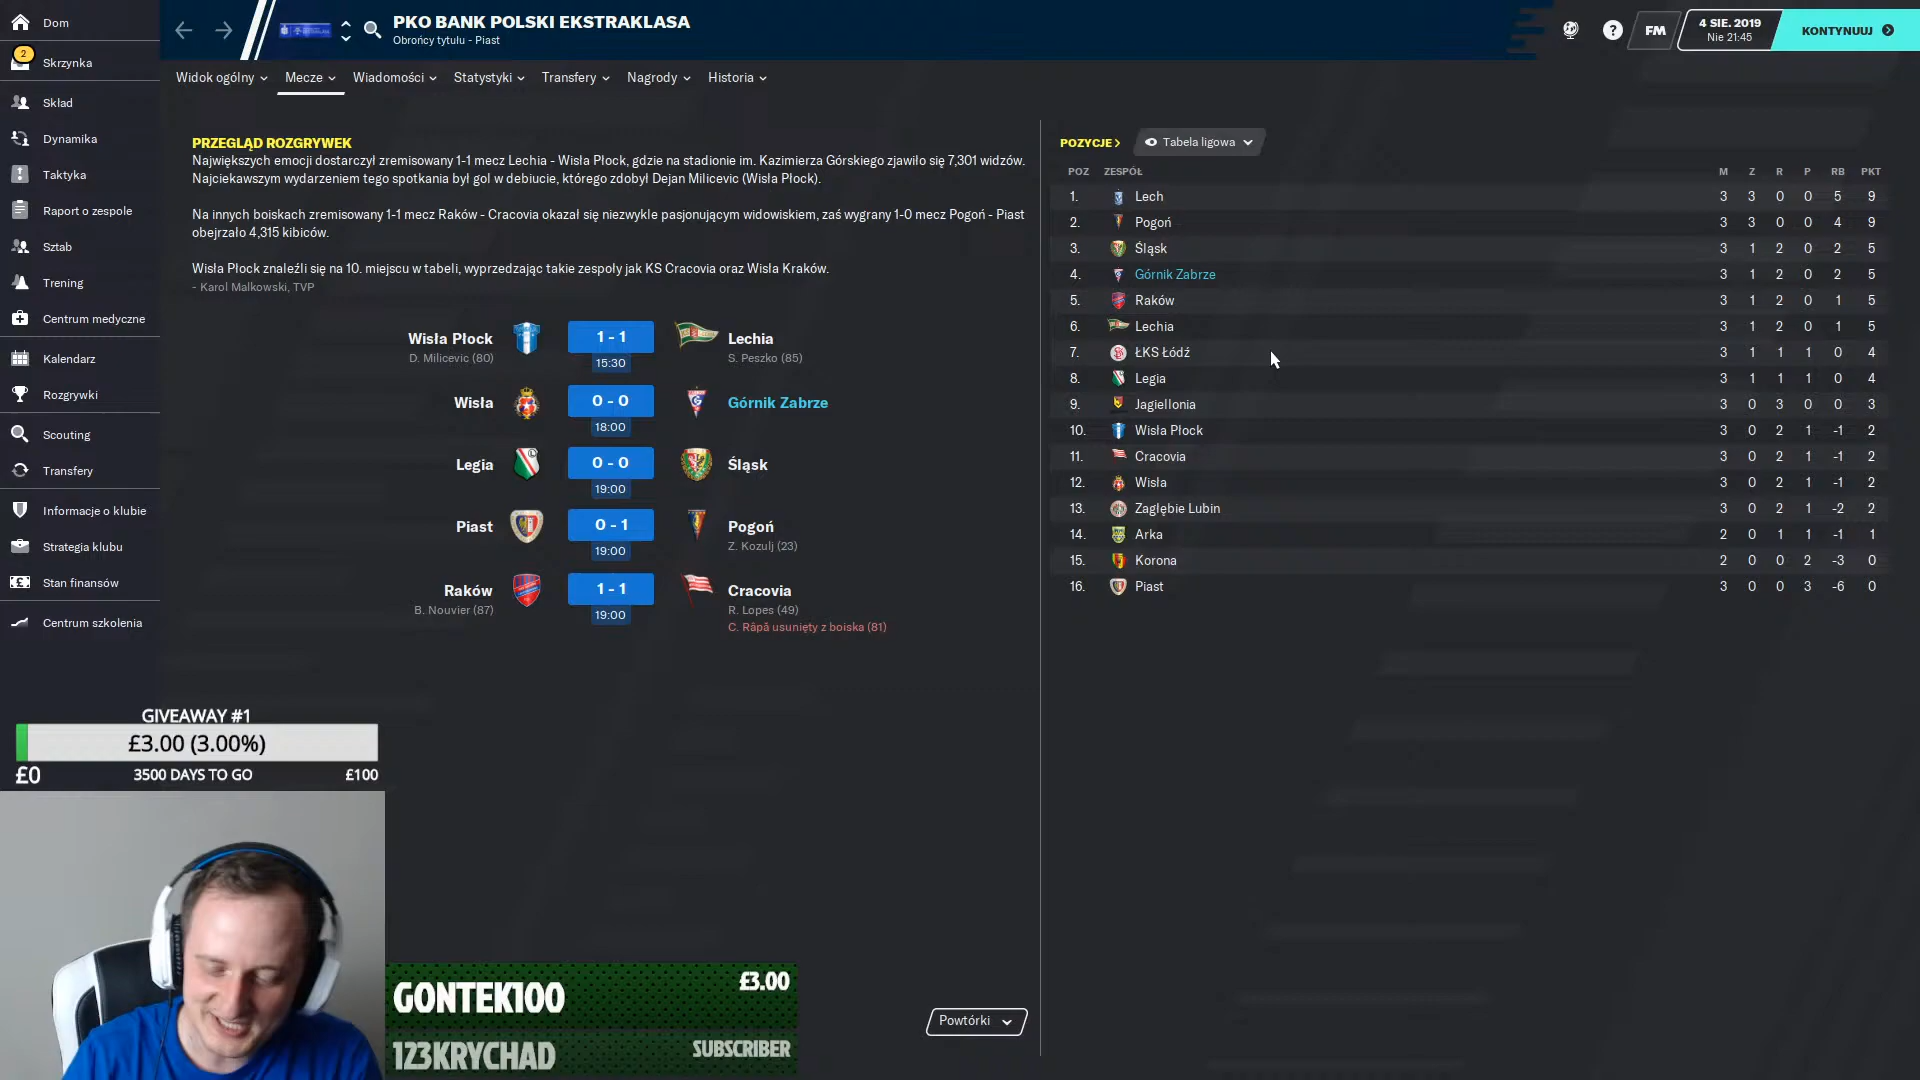 Dom
2
Skrzynka
Skład
Dynamika
Taktyka
Raport o zespole
Sztab
Trening
Centrum medyczne
Kalendarz
Rozgrywki
Scouting
Transfery
Informacje o klubie
Strategia klubu
Stan finansów
Centrum szkolenia
PKO BANK POLSKI EKSTRAKLASA
Obrońcy tytułu - Piast
?
FM
4 SIE. 2019
Nie 21:45
KONTYNUUJ
Widok ogólny
Mecze
Wiadomości
Statystyki
Transfery
Nagrody
Historia
PRZEGLĄD ROZGRYWEK
Największych emocji dostarczył zremisowany 1-1 mecz Lechia - Wisła Płock, gdzie na stadionie im. Kazimierza Górskiego zjawiło się 7,301 widzów.
Najciekawszym wydarzeniem tego spotkania był gol w debiucie, którego zdobył Dejan Milicevic (Wisła Płock).
Na innych boiskach zremisowany 1-1 mecz Raków - Cracovia okazał się niezwykle pasjonującym widowiskiem, zaś wygrany 1-0 mecz Pogoń - Piast
obejrzało 4,315 kibiców.
Wisła Płock znaleźli się na 10. miejscu w tabeli, wyprzedzając takie zespoły jak KS Cracovia oraz Wisła Kraków.
- Karol Małkowski, TVP
Wisła Płock 1 - 1 Lechia
D. Milicevic (80) 15:30 S. Peszko (85)
Wisła 0 - 0 Górnik Zabrze
18:00
Legia 0 - 0 Śląsk
19:00
Piast 0 - 1 Pogoń
19:00 Z. Kozulj (23)
Raków 1 - 1 Cracovia
B. Nouvier (87) 19:00 R. Lopes (49)
C. Râpă usunięty z boiska (81)
Powtórki
POZYCJE>
Tabela ligowa
POZ ZESPÓŁ M Z R P RB PKT
1. Lech 3 3 0 0 5 9
2. Pogoń 3 3 0 0 4 9
3. Śląsk 3 1 2 0 2 5
4. Górnik Zabrze 3 1 2 0 2 5
5. Raków 3 1 2 0 1 5
6. Lechia 3 1 2 0 1 5
7. ŁKS Łódź 3 1 1 1 0 4
8. Legia 3 1 1 1 0 4
9. Jagiellonia 3 0 3 0 0 3
10. Wisła Płock 3 0 2 1 -1 2
11. Cracovia 3 0 2 1 -1 2
12. Wisła 3 0 2 1 -1 2
13. Zagłębie Lubin 3 0 2 1 -2 2
14. Arka 2 0 1 1 -1 1
15. Korona 2 0 0 2 -3 0
16. Piast 3 0 0 3 -6 0
GIVEAWAY #1
£3.00 (3.00%)
£0 3500 DAYS TO GO £100
GONTEK100 £3.00
123KRYCHAD SUBSCRIBER